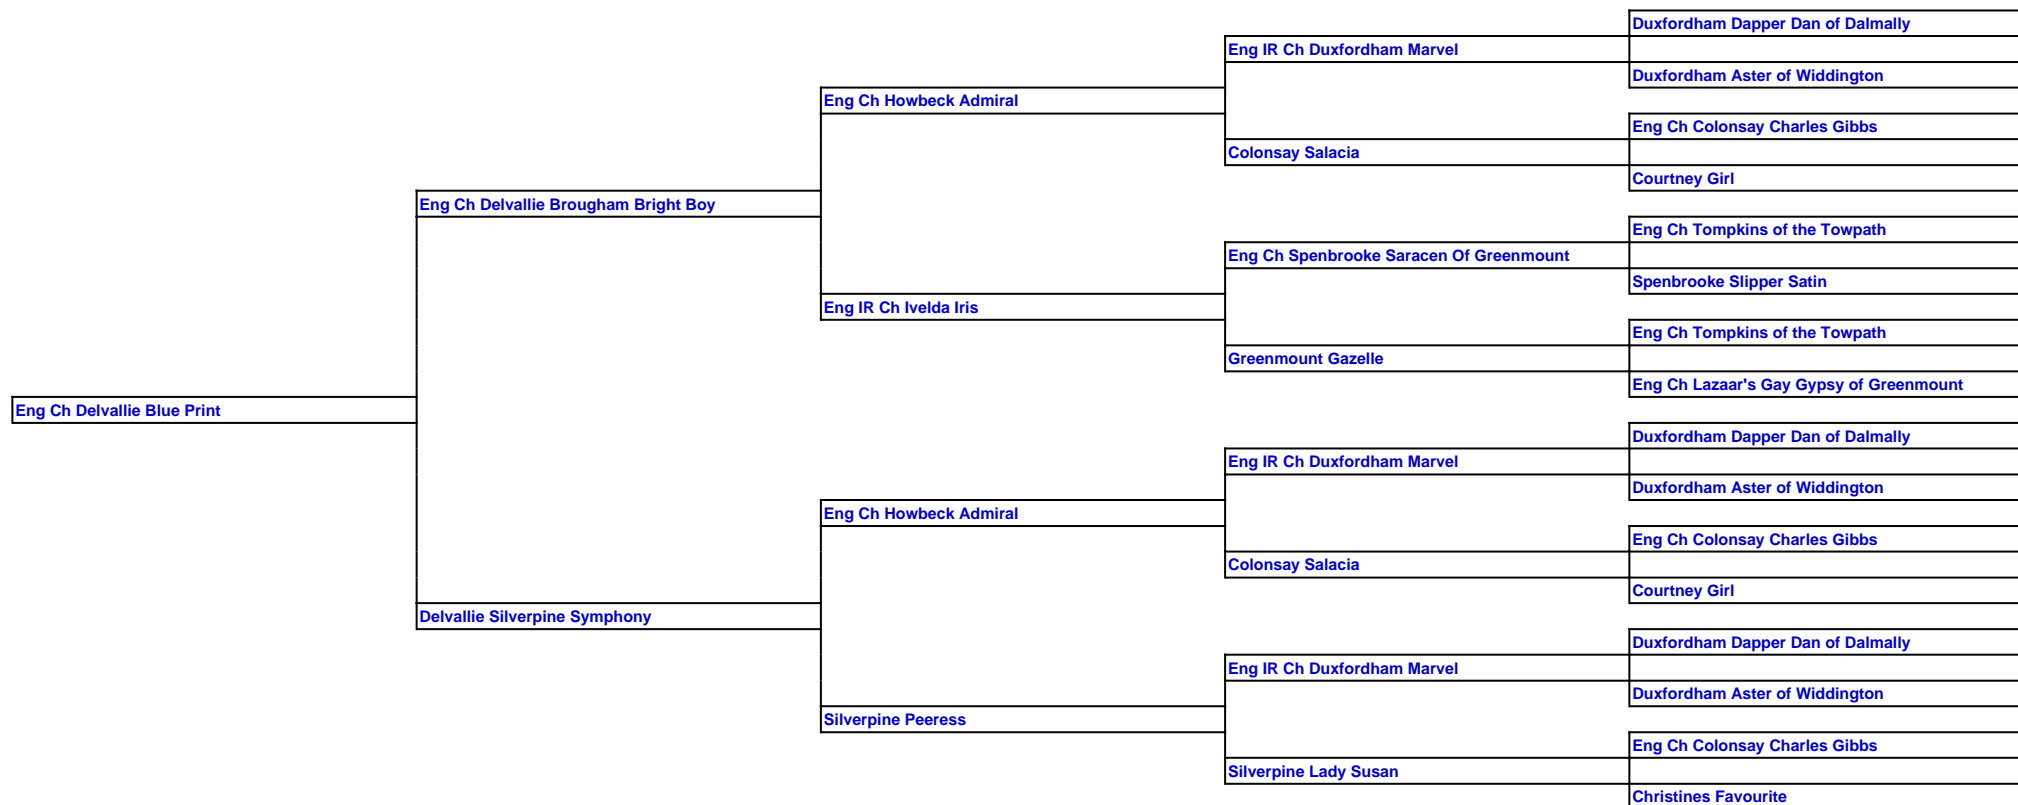 Duxfordham Dapper Dan of Dalmally
Eng IR Ch Duxfordham Marvel
Duxfordham Aster of Widdington
Eng Ch Howbeck Admiral
Eng Ch Colonsay Charles Gibbs
Colonsay Salacia
Courtney Girl
Eng Ch Delvallie Brougham Bright Boy
Eng Ch Tompkins of the Towpath
Eng Ch Spenbrooke Saracen Of Greenmount
Spenbrooke Slipper Satin
Eng IR Ch Ivelda Iris
Eng Ch Tompkins of the Towpath
Greenmount Gazelle
Eng Ch Lazaar's Gay Gypsy of Greenmount
Eng Ch Delvallie Blue Print
Duxfordham Dapper Dan of Dalmally
Eng IR Ch Duxfordham Marvel
Duxfordham Aster of Widdington
Eng Ch Howbeck Admiral
Eng Ch Colonsay Charles Gibbs
Colonsay Salacia
Courtney Girl
Delvallie Silverpine Symphony
Duxfordham Dapper Dan of Dalmally
Eng IR Ch Duxfordham Marvel
Duxfordham Aster of Widdington
Silverpine Peeress
Eng Ch Colonsay Charles Gibbs
Silverpine Lady Susan
Christines Favourite